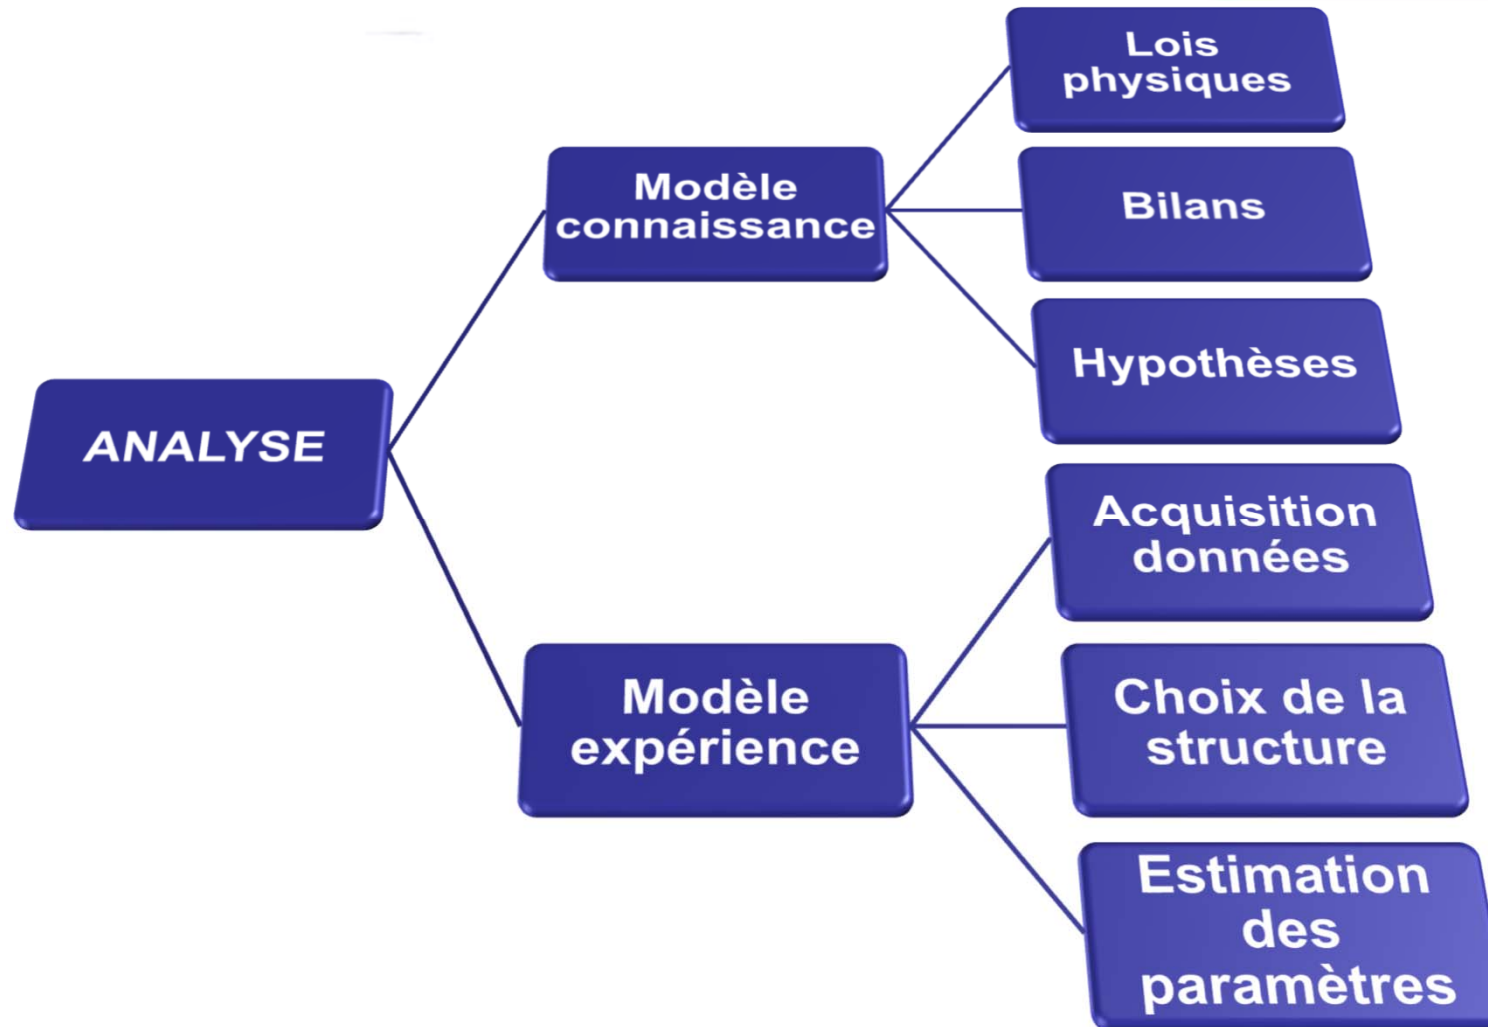 ANALYSE
Modèle
connaissance
Lois
physiques
Bilans
Hypothèses
Modèle
expérience
Acquisition
données
Choix de la
structure
Estimation
des
paramètres